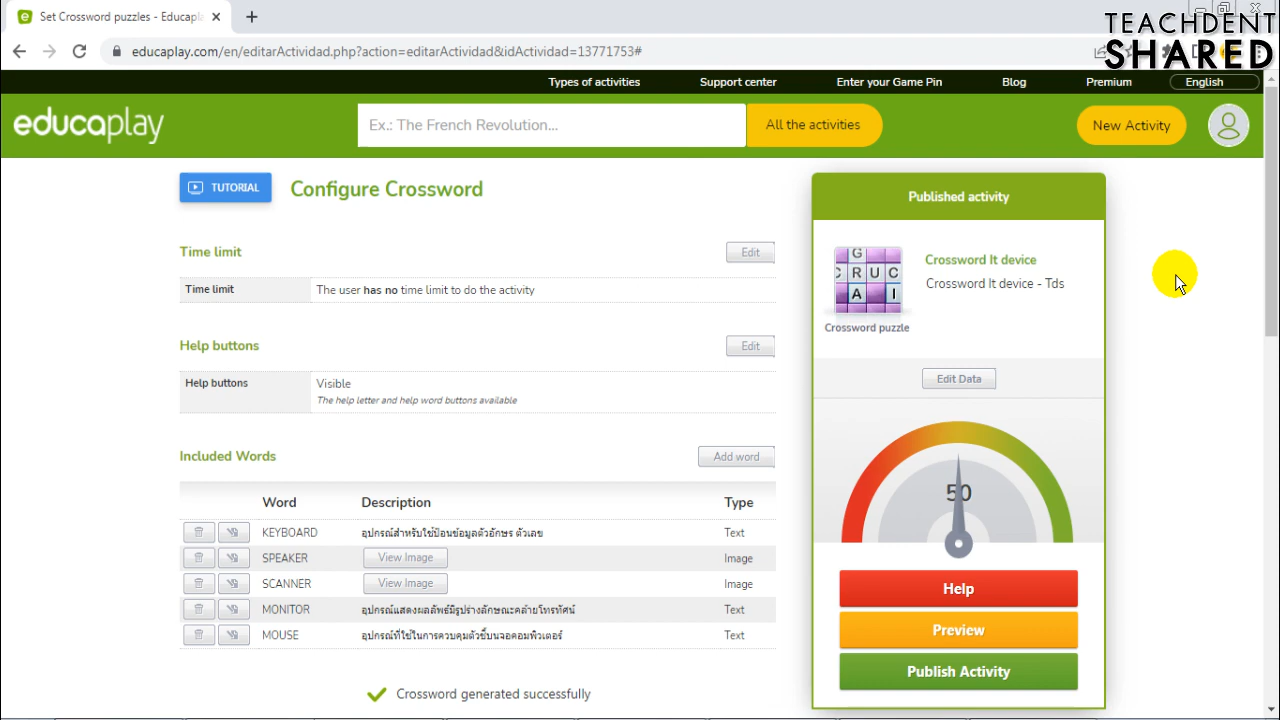 Set Crossword puzzles - Educapla
TEACHDENT
SHARED
educaplay.com/en/editarActividad.php?action=editarActividad&idActividad=13771753#
Types of activities
Support center
Enter your Game Pin
Blog
Premium
English
educaplay
Ex.: The French Revolution...
All the activities
New Activity
TUTORIAL
Configure Crossword
Time limit
Edit
Time limit
The user has no time limit to do the activity
Help buttons
Edit
Help buttons
Visible
The help letter and help word buttons available
Included Words
Add word
Word Description Type
KEYBOARD อุปกรณ์สำหรับใช้ป้อนข้อมูลตัวอักษร ตัวเลข Text
SPEAKER View Image Image
SCANNER View Image Image
MONITOR อุปกรณ์แสดงผลลัพธ์มีรูปร่างลักษณะคล้ายโทรทัศน์ Text
MOUSE อุปกรณ์ที่ใช้ในการควบคุมตัวชี้บนจอคอมพิวเตอร์ Text
Crossword generated successfully
Published activity
G
C R U C
A I
Crossword puzzle
Crossword It device
Crossword It device - Tds
Edit Data
50
Help
Preview
Publish Activity